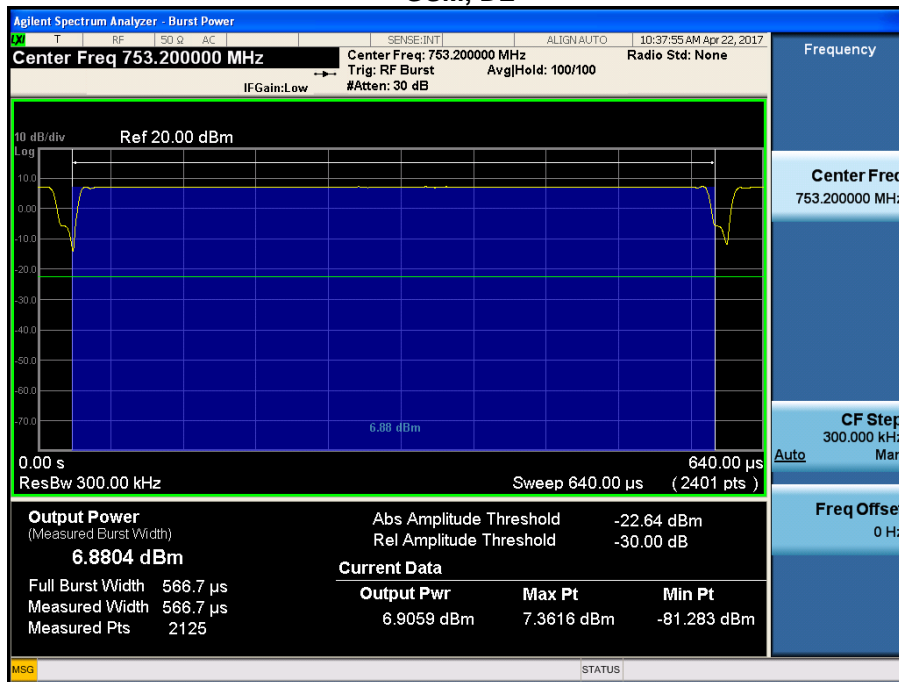 Agilent Spectrum Analyzer - Burst Power
LXI T RF 50 Ω AC SENSE:INT ALIGN AUTO 10:37:55 AM Apr 22, 2017
Center Freq 753.200000 MHz
IFGain:Low
Center Freq: 753.200000 MHz
Trig: RF Burst Avg|Hold: 100/100
#Atten: 30 dB
Radio Std: None
10 dB/div Ref 20.00 dBm
Log
10.0
0.00
-10.0
-20.0
-30.0
-40.0
-50.0
-60.0
-70.0
6.88 dBm
0.00 s 640.00 µs
ResBw 300.00 kHz Sweep 640.00 µs (2401 pts)
Output Power
(Measured Burst Width)
6.8804 dBm
Full Burst Width 566.7 µs
Measured Width 566.7 µs
Measured Pts 2125
Abs Amplitude Threshold -22.64 dBm
Rel Amplitude Threshold -30.00 dB
Current Data
Output Pwr Max Pt Min Pt
6.9059 dBm 7.3616 dBm -81.283 dBm
Frequency
Center Freq
753.200000 MHz
CF Step
300.000 kHz
Auto Man
Freq Offset
0 Hz
MSG STATUS